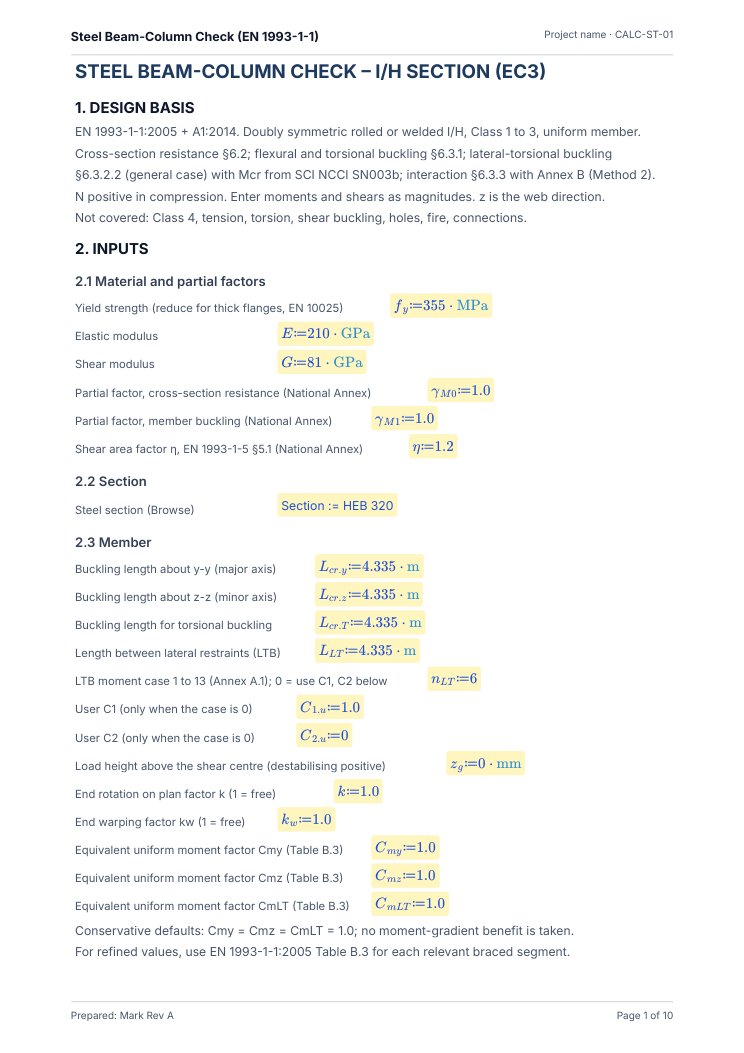 Steel Beam-Column Check (EN 1993-1-1)
Project name · CALC-ST-01
STEEL BEAM-COLUMN CHECK – I/H SECTION (EC3)
1. DESIGN BASIS
EN 1993-1-1:2005 + A1:2014. Doubly symmetric rolled or welded I/H, Class 1 to 3, uniform member.
Cross-section resistance §6.2; flexural and torsional buckling §6.3.1; lateral-torsional buckling
§6.3.2.2 (general case) with Mcr from SCI NCCI SN003b; interaction §6.3.3 with Annex B (Method 2).
N positive in compression. Enter moments and shears as magnitudes. z is the web direction.
Not covered: Class 4, tension, torsion, shear buckling, holes, fire, connections.
2. INPUTS
2.1 Material and partial factors
Yield strength (reduce for thick flanges, EN 10025) f_y:=355 · MPa
Elastic modulus E:=210 · GPa
Shear modulus G:=81 · GPa
Partial factor, cross-section resistance (National Annex) γ_M0:=1.0
Partial factor, member buckling (National Annex) γ_M1:=1.0
Shear area factor η, EN 1993-1-5 §5.1 (National Annex) η:=1.2
2.2 Section
Steel section (Browse) Section := HEB 320
2.3 Member
Buckling length about y-y (major axis) L_cr.y:=4.335 · m
Buckling length about z-z (minor axis) L_cr.z:=4.335 · m
Buckling length for torsional buckling L_cr.T:=4.335 · m
Length between lateral restraints (LTB) L_LT:=4.335 · m
LTB moment case 1 to 13 (Annex A.1); 0 = use C1, C2 below n_LT:=6
User C1 (only when the case is 0) C_1.u:=1.0
User C2 (only when the case is 0) C_2.u:=0
Load height above the shear centre (destabilising positive) z_g:=0 · mm
End rotation on plan factor k (1 = free) k:=1.0
End warping factor kw (1 = free) k_w:=1.0
Equivalent uniform moment factor Cmy (Table B.3) C_my:=1.0
Equivalent uniform moment factor Cmz (Table B.3) C_mz:=1.0
Equivalent uniform moment factor CmLT (Table B.3) C_mLT:=1.0
Conservative defaults: Cmy = Cmz = CmLT = 1.0; no moment-gradient benefit is taken.
For refined values, use EN 1993-1-1:2005 Table B.3 for each relevant braced segment.
Prepared: Mark Rev A
Page 1 of 10